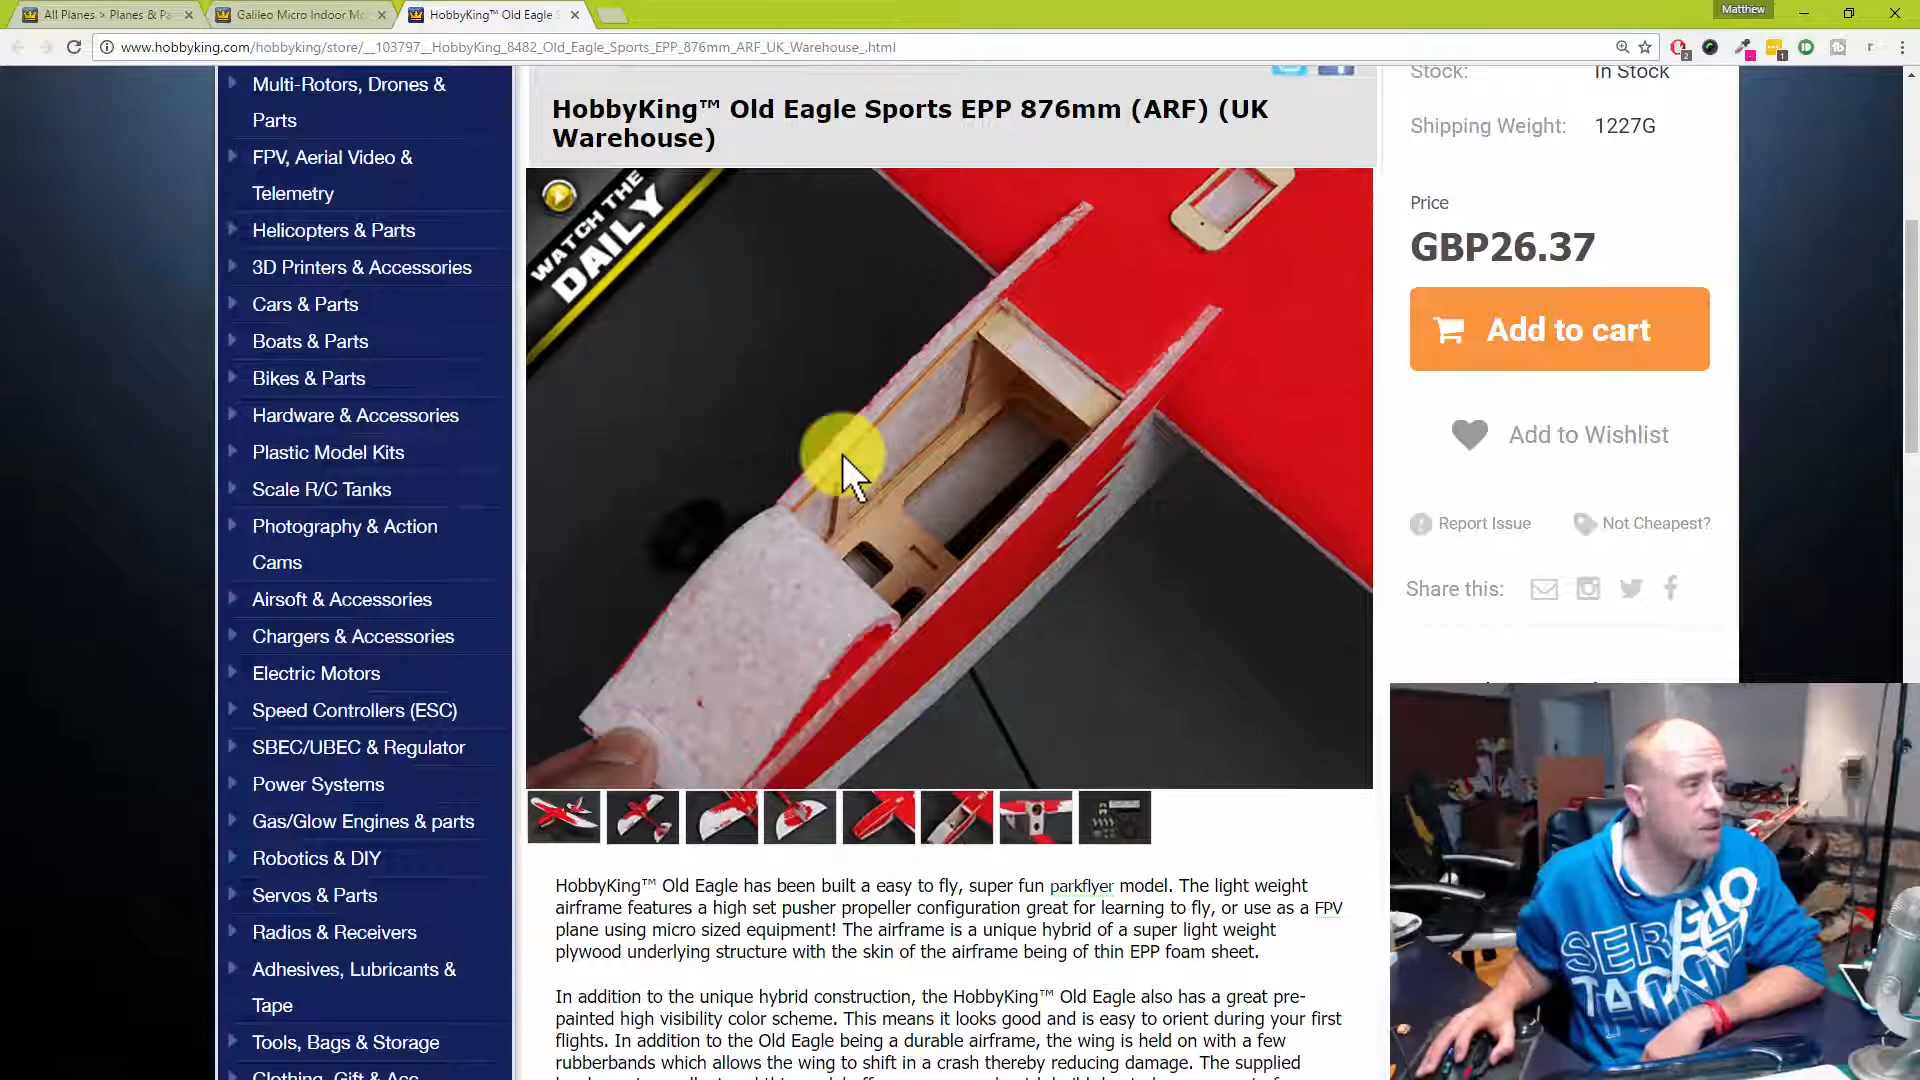 All Planes > Planes & Pa
Galileo Micro Indoor Mo
HobbyKing™ Old Eagle S
Matthew
www.hobbyking.com/hobbyking/store/__103797__HobbyKing_8482_Old_Eagle_Sports_EPP_876mm_ARF_UK_Warehouse_.html
2
1
r
Multi-Rotors, Drones &
Parts
FPV, Aerial Video &
Telemetry
Helicopters & Parts
3D Printers & Accessories
Cars & Parts
Boats & Parts
Bikes & Parts
Hardware & Accessories
Plastic Model Kits
Scale R/C Tanks
Photography & Action
Cams
Airsoft & Accessories
Chargers & Accessories
Electric Motors
Speed Controllers (ESC)
SBEC/UBEC & Regulator
Power Systems
Gas/Glow Engines & parts
Robotics & DIY
Servos & Parts
Radios & Receivers
Adhesives, Lubricants &
Tape
Tools, Bags & Storage
Clothing, Gift & Acc
HobbyKing™ Old Eagle Sports EPP 876mm (ARF) (UK
Warehouse)
WATCH THE
DAILY
HobbyKing™ Old Eagle has been built a easy to fly, super fun parkflyer model. The light weight
airframe features a high set pusher propeller configuration great for learning to fly, or use as a FPV
plane using micro sized equipment! The airframe is a unique hybrid of a super light weight
plywood underlying structure with the skin of the airframe being of thin EPP foam sheet.
In addition to the unique hybrid construction, the HobbyKing™ Old Eagle also has a great pre-
painted high visibility color scheme. This means it looks good and is easy to orient during your first
flights. In addition to the Old Eagle being a durable airframe, the wing is held on with a few
rubberbands which allows the wing to shift in a crash thereby reducing damage. The supplied
Stock: In Stock
Shipping Weight: 1227G
Price
GBP26.37
Add to cart
Add to Wishlist
Report Issue
Not Cheapest?
Share this:
SERGIO
TACCHINI